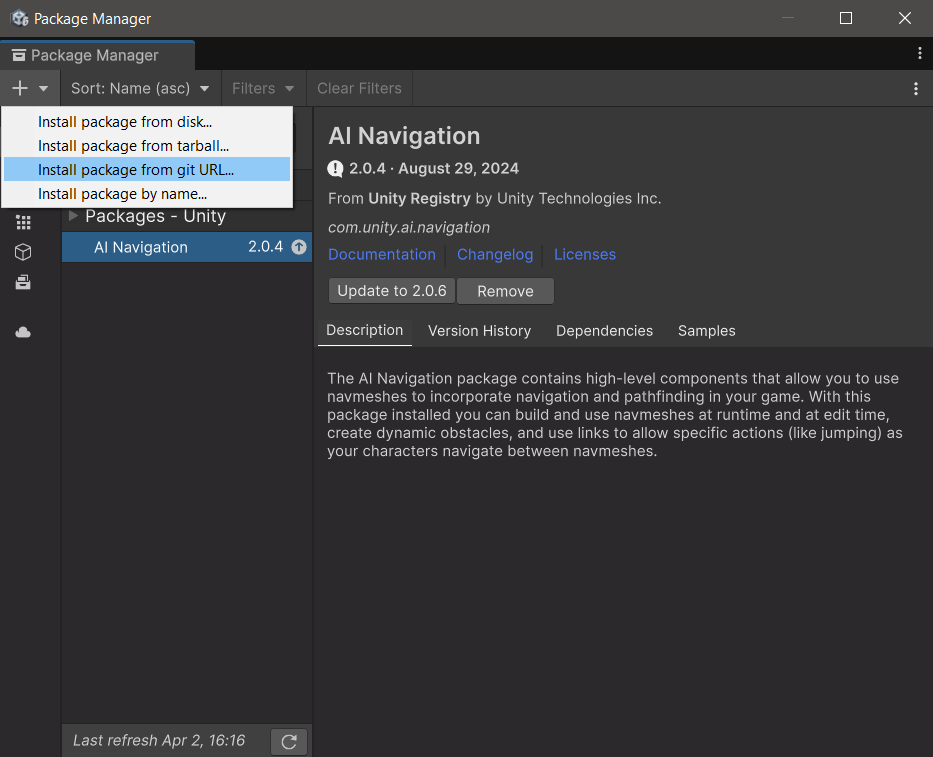 Package Manager
Package Manager
Sort: Name (asc)
Filters
Clear Filters
Install package from disk...
Install package from tarball...
Install package from git URL...
Install package by name...
Packages - Unity
AI Navigation 2.0.4
AI Navigation
2.0.4 · August 29, 2024
From Unity Registry by Unity Technologies Inc.
com.unity.ai.navigation
Documentation Changelog Licenses
Update to 2.0.6 Remove
Description Version History Dependencies Samples
The AI Navigation package contains high-level components that allow you to use
navmeshes to incorporate navigation and pathfinding in your game. With this
package installed you can build and use navmeshes at runtime and at edit time,
create dynamic obstacles, and use links to allow specific actions (like jumping) as
your characters navigate between navmeshes.
Last refresh Apr 2, 16:16